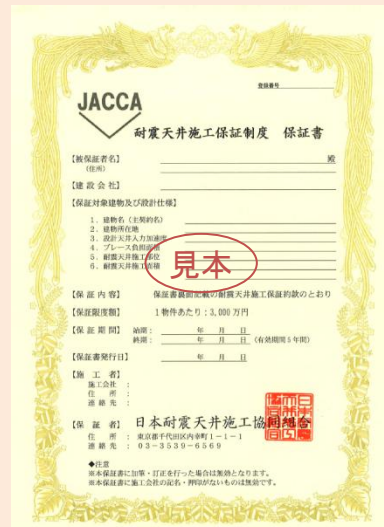 登録番号
JACCA
耐震天井施工保証制度 保証書
【被保証者名】 殿
(住所)
【建設会社】
【保証対象建物及び設計仕様】
1. 建物名(主契約名)
2. 建物所在地
3. 設計天井入力加速度
4. ブレース負担面積
5. 耐震天井施工部位
6. 耐震天井施工面積
見本
【保証内容】 保証書裏面記載の耐震天井施工保証約款のとおり
【保証限度額】 1物件あたり:3,000万円
【保証期間】 始期: 年 月 日
終期: 年 月 日 (有効期間5年間)
【保証書発行日】 年 月 日
【施工者】
施工会社 :
住所 :
連絡先 :
【保証者】 日本耐震天井施工協同組合
住所 : 東京都千代田区内幸町1-1-1
連絡先 : 03-3539-6569
◆注意
※本保証書に加筆・訂正を行った場合は無効となります。
※本保証書に施工会社の記名・押印がないものは無効です。